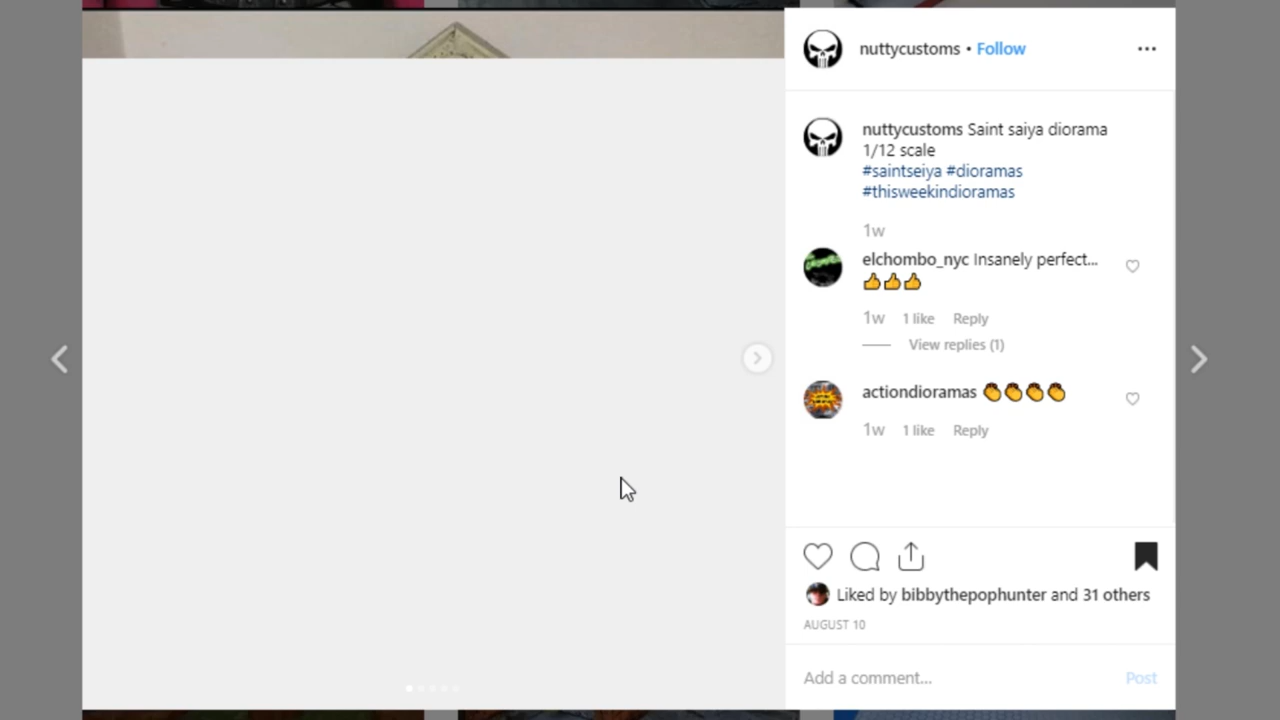 nuttycustoms • Follow
nuttycustoms Saint saiya diorama
1/12 scale
#saintseiya #dioramas
#thisweekindioramas
1w
elchombo_nyc Insanely perfect...
👍👍👍
1w 1 like Reply
View replies (1)
actiondioramas 👏👏👏👏
1w 1 like Reply
Liked by bibbythepophunter and 31 others
AUGUST 10
Add a comment... Post